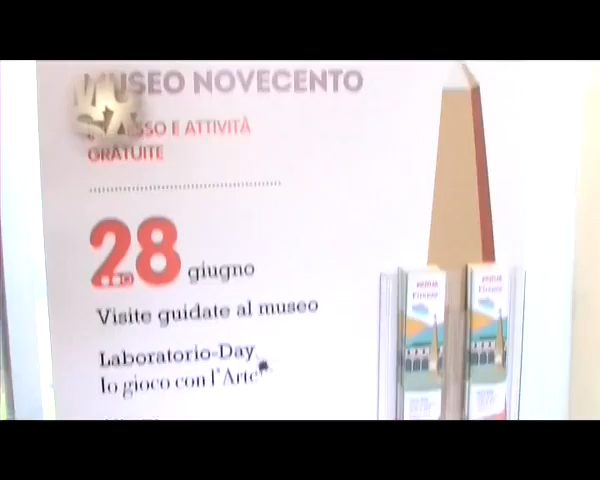 MUSEO NOVECENTO
E ATTIVITÀ
GRATUITE
28 giugno
Visite guidate al museo
Laboratorio-Day
Io gioco con l'Arte
Firenze
Firenze